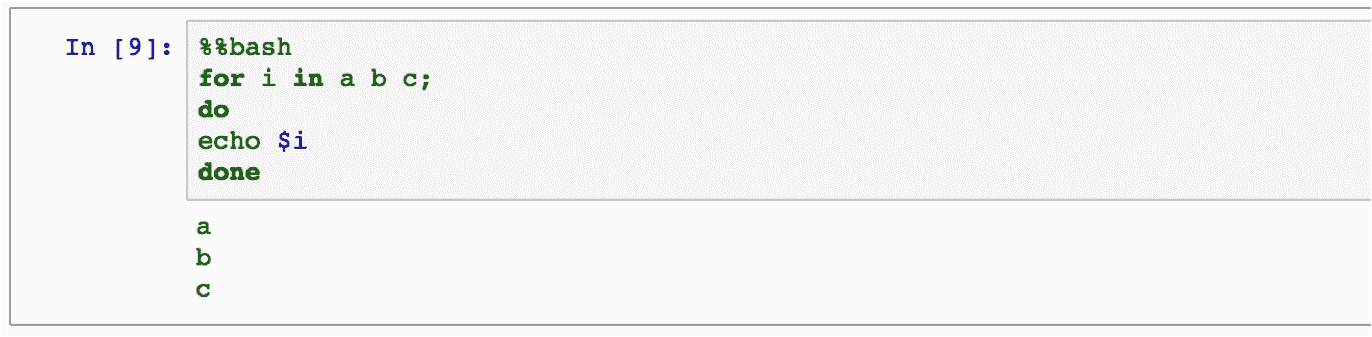 In [9]: %%bash
for i in a b c;
do
echo $i
done
a
b
c